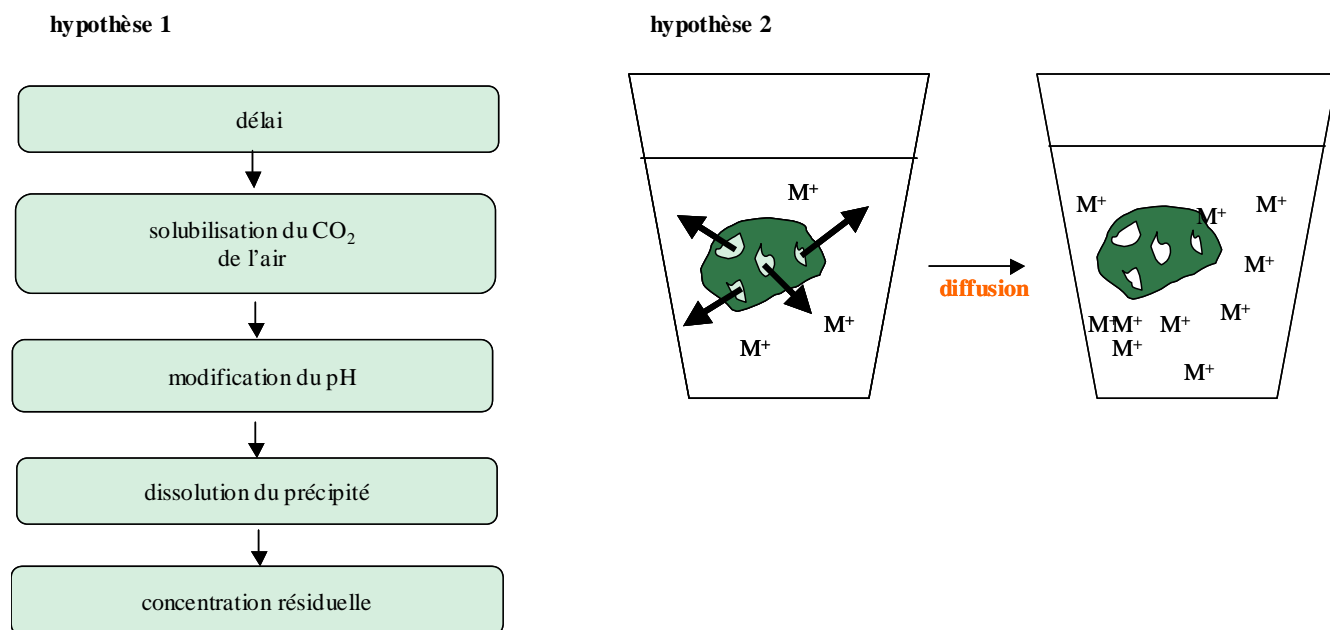 hypothèse 1
délai
solubilisation du CO₂
de l'air
modification du pH
dissolution du précipité
concentration résiduelle
hypothèse 2
M⁺
M⁺
M⁺
diffusion
M⁺
M⁺
M⁺
M⁺
M⁺
M⁺
M⁺
M⁺
M⁺
M⁺